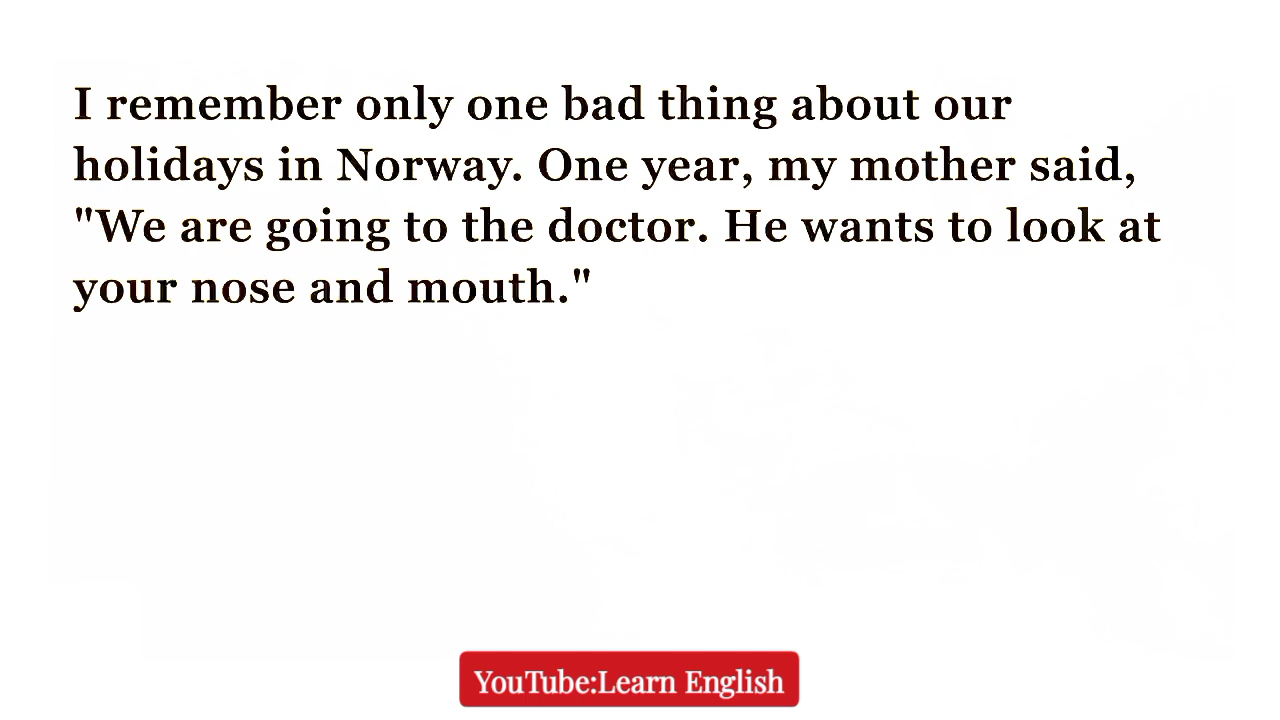 I remember only one bad thing about our
holidays in Norway. One year, my mother said,
"We are going to the doctor. He wants to look at
your nose and mouth."
YouTube:Learn English